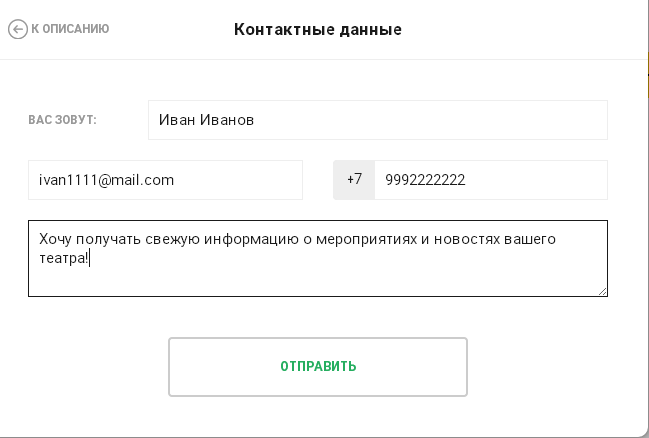 К ОПИСАНИЮ
Контактные данные
ВАС ЗОВУТ:
Иван Иванов
ivan1111@mail.com
+7
9992222222
Хочу получать свежую информацию о мероприятиях и новостях вашего
театра!
ОТПРАВИТЬ